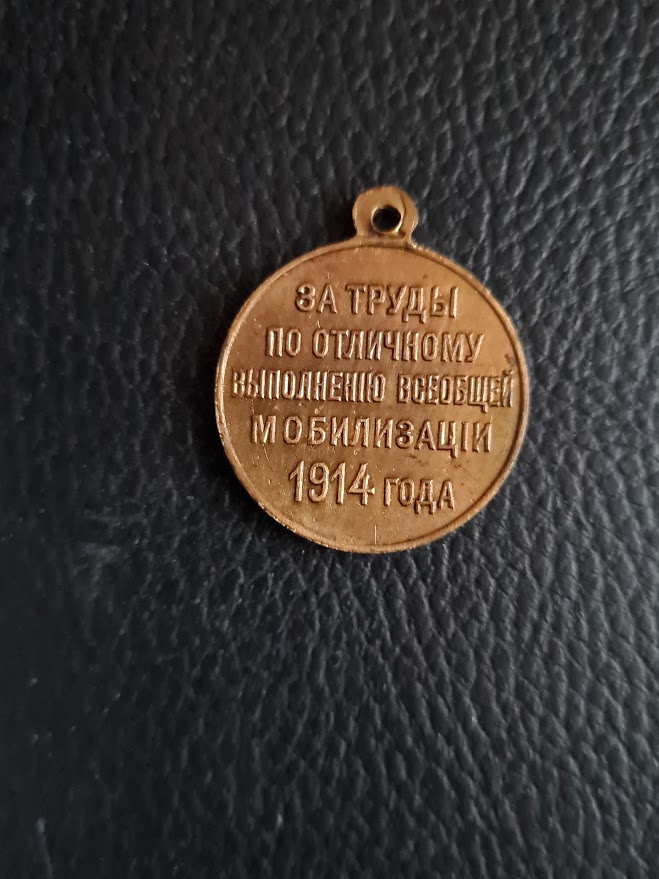 ЗА ТРУДЫ
ПО ОТЛИЧНОМУ
ВЫПОЛНЕНІЮ ВСЕОБЩЕЙ
МОБИЛИЗАЦІИ
1914 ГОДА